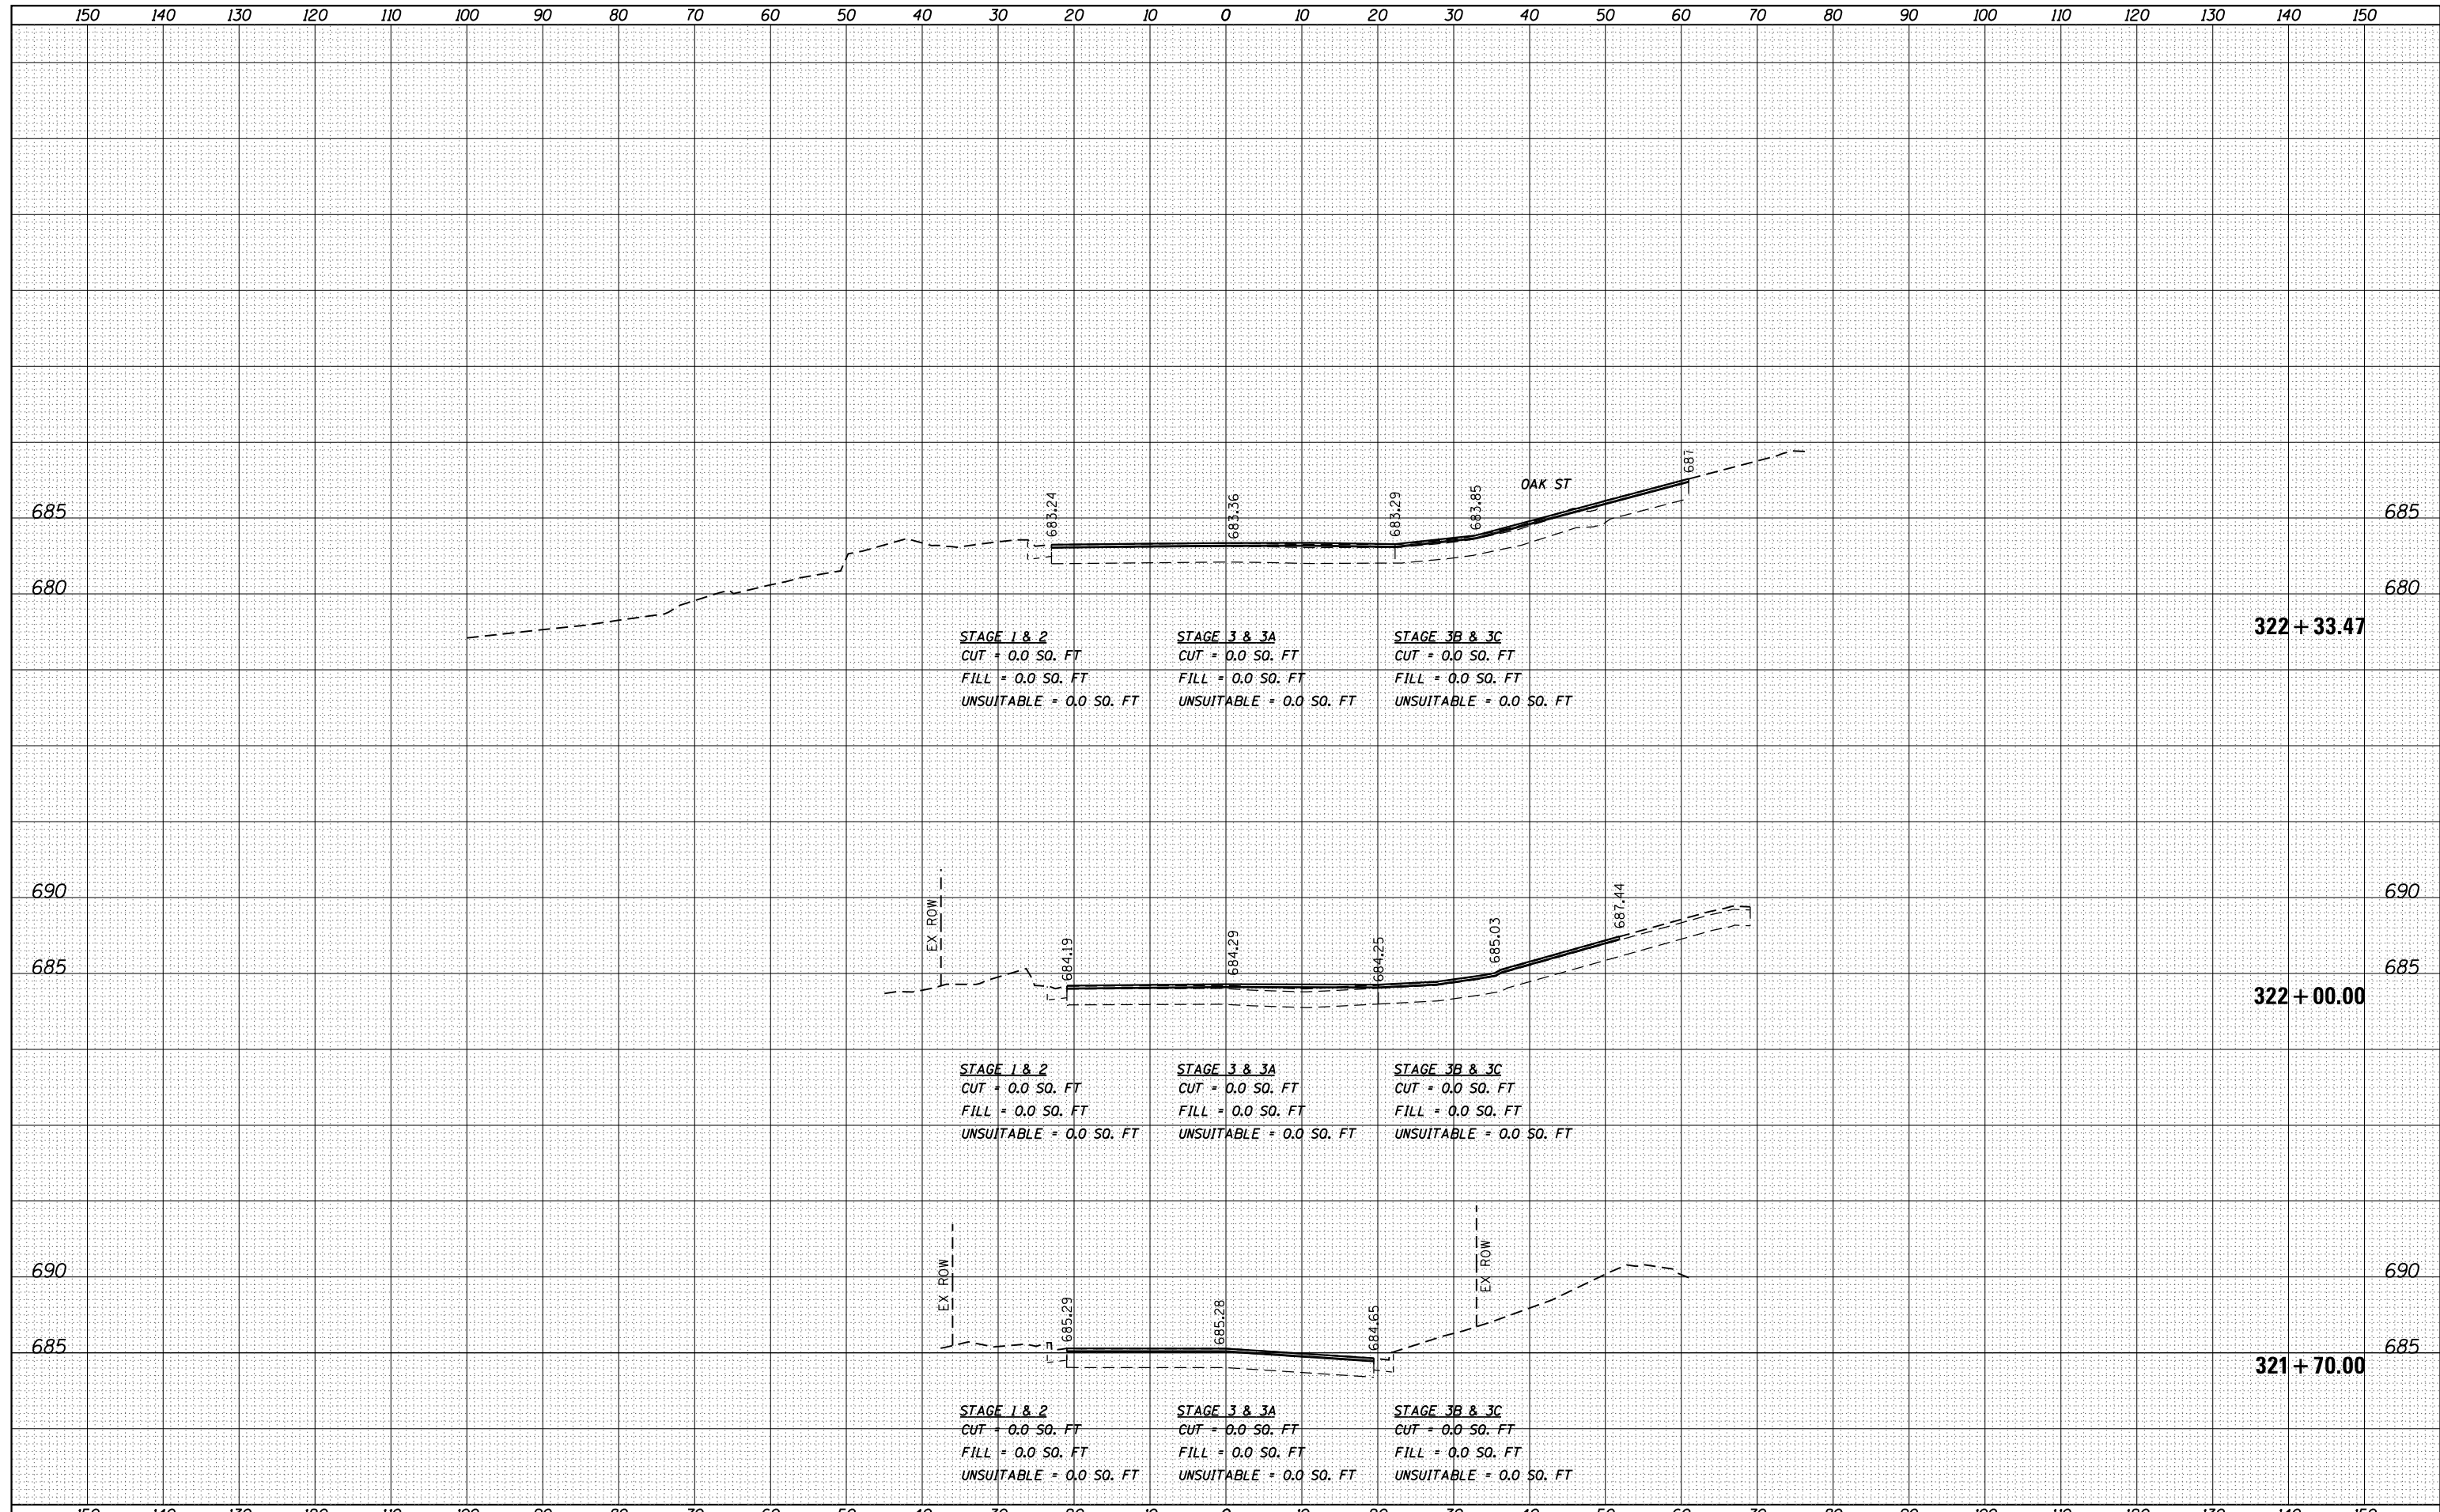 150 140 130 120 110 100 90 80 70 60 50 40 30 20 10 0 10 20 30 40 50 60 70 80 90 100 110 120 130 140 150
687
683.24 683.36 683.29 683.85 OAK ST
685 685
680 680
322+33.47
STAGE 1 & 2 STAGE 3 & 3A STAGE 3B & 3C
CUT = 0.0 SQ. FT CUT = 0.0 SQ. FT CUT = 0.0 SQ. FT
FILL = 0.0 SQ. FT FILL = 0.0 SQ. FT FILL = 0.0 SQ. FT
UNSUITABLE = 0.0 SQ. FT UNSUITABLE = 0.0 SQ. FT UNSUITABLE = 0.0 SQ. FT
690 690
EX ROW 684.19 684.29 684.25 685.03 687.44
685 685
322+00.00
STAGE 1 & 2 STAGE 3 & 3A STAGE 3B & 3C
CUT = 0.0 SQ. FT CUT = 0.0 SQ. FT CUT = 0.0 SQ. FT
FILL = 0.0 SQ. FT FILL = 0.0 SQ. FT FILL = 0.0 SQ. FT
UNSUITABLE = 0.0 SQ. FT UNSUITABLE = 0.0 SQ. FT UNSUITABLE = 0.0 SQ. FT
690 690
EX ROW 685.29 685.28 684.65 EX ROW
685 685
321+70.00
STAGE 1 & 2 STAGE 3 & 3A STAGE 3B & 3C
CUT = 0.0 SQ. FT CUT = 0.0 SQ. FT CUT = 0.0 SQ. FT
FILL = 0.0 SQ. FT FILL = 0.0 SQ. FT FILL = 0.0 SQ. FT
UNSUITABLE = 0.0 SQ. FT UNSUITABLE = 0.0 SQ. FT UNSUITABLE = 0.0 SQ. FT